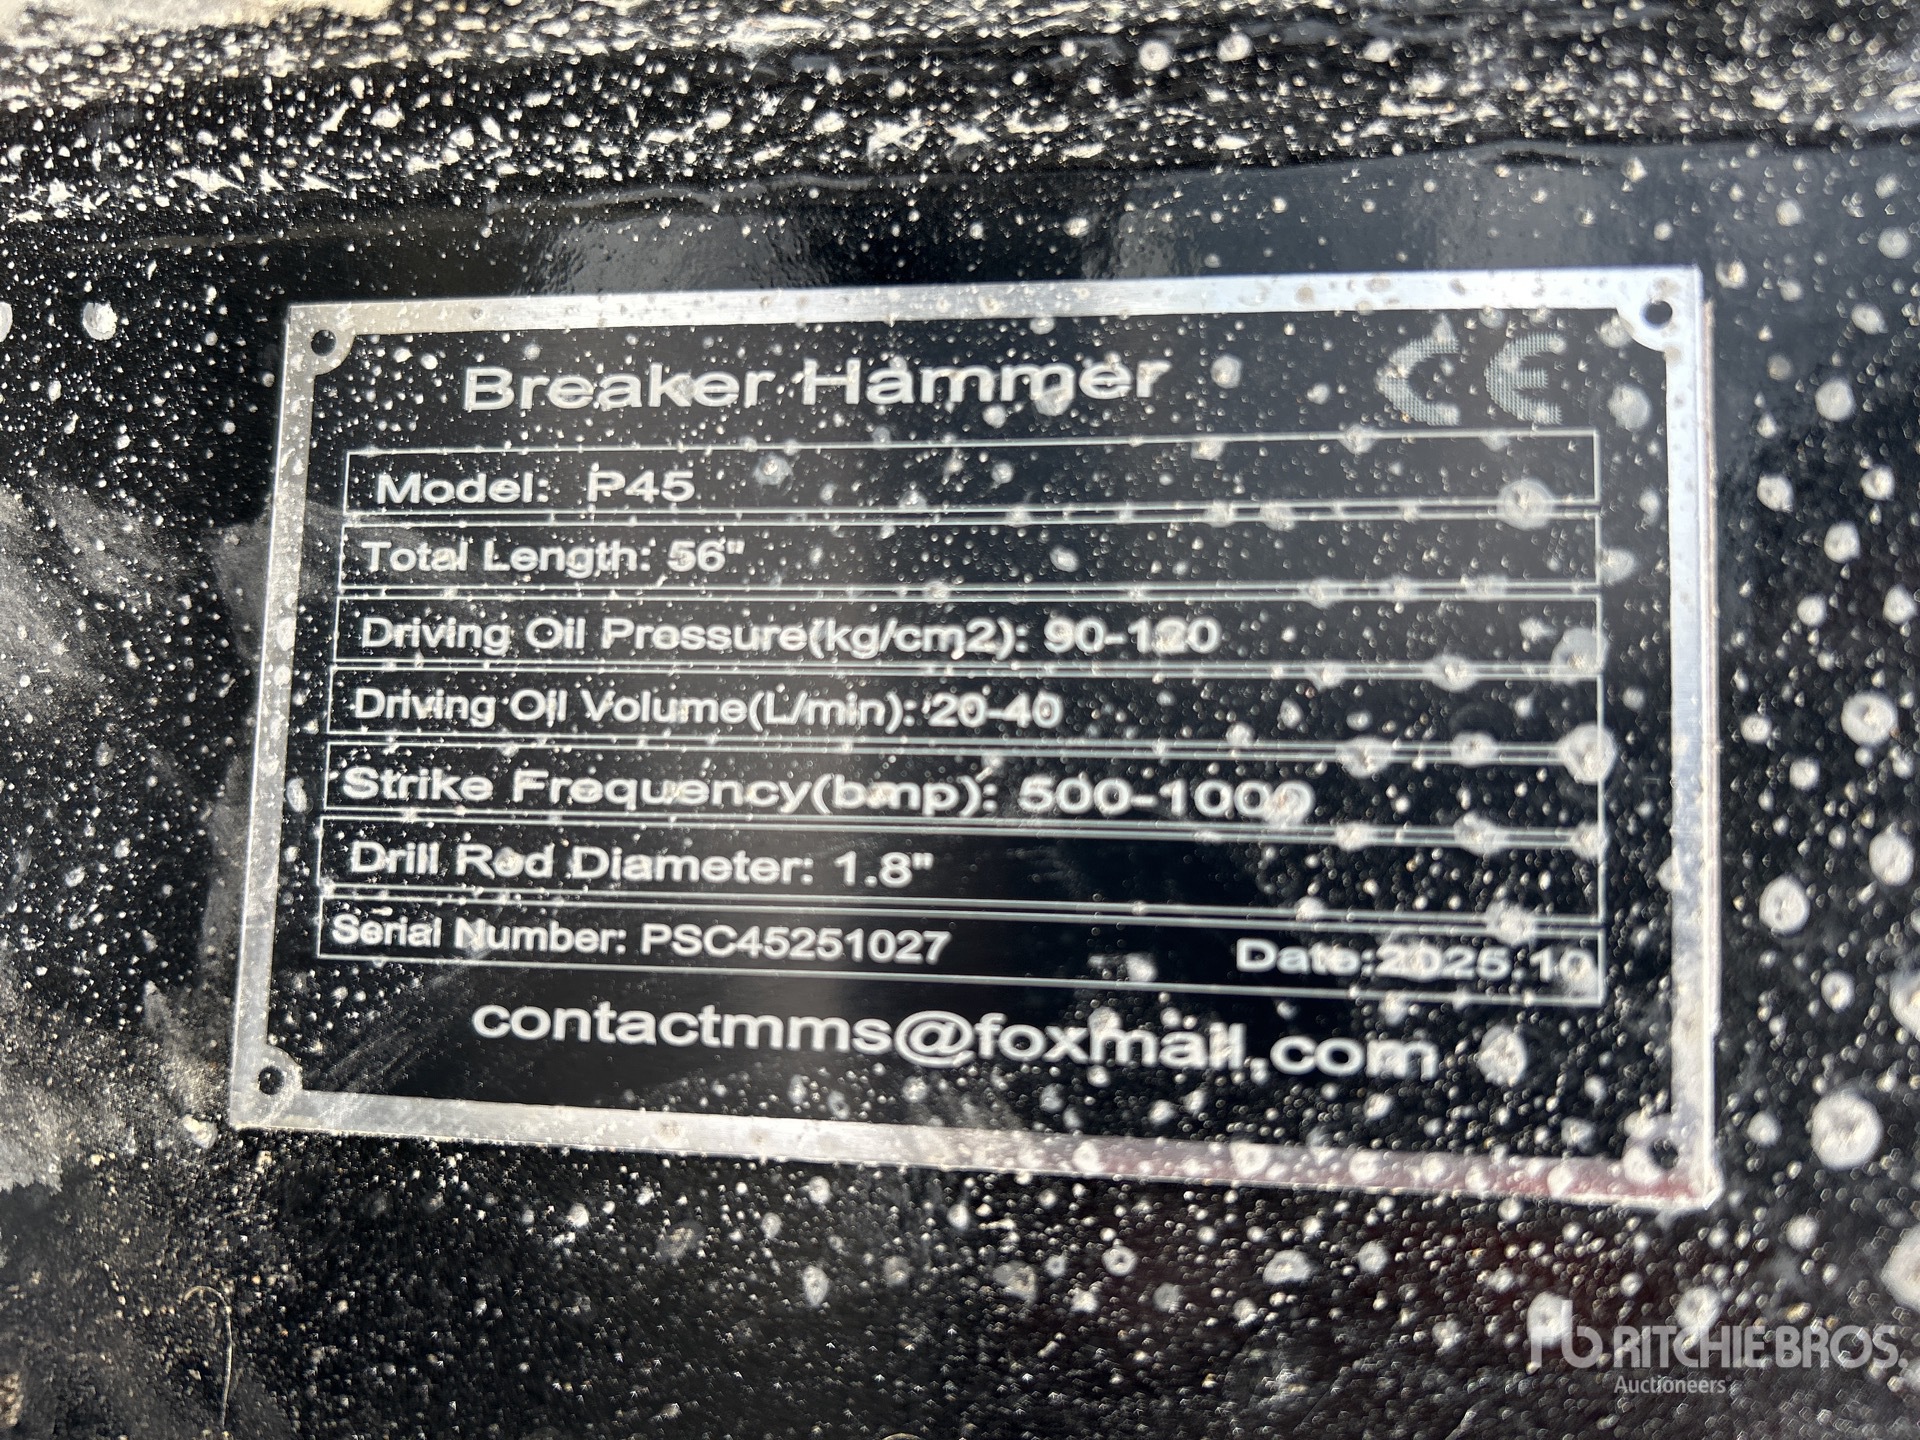 Breaker Hammer CE
Model: P45
Total Length: 56"
Driving Oil Pressure(kg/cm2): 90-120
Driving Oil Volume(L/min): 20-40
Strike Frequency(bmp): 500-1000
Drill Rod Diameter: 1.8"
Serial Number: PSC45251027 Date:2025.10
contactmms@foxmail.com
rb RITCHIE BROS.
Auctioneers